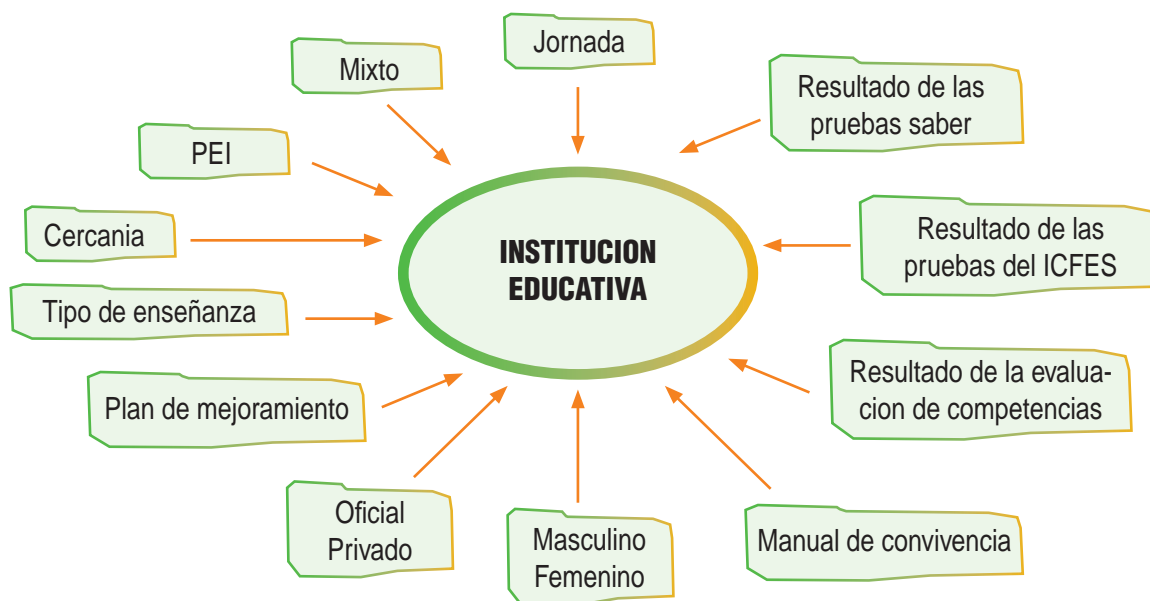 Jornada
Mixto
Resultado de las
pruebas saber
PEI
Cercania
INSTITUCION
EDUCATIVA
Resultado de las
pruebas del ICFES
Tipo de enseñanza
Plan de mejoramiento
Resultado de la evalua-
cion de competencias
Oficial
Privado
Masculino
Femenino
Manual de convivencia